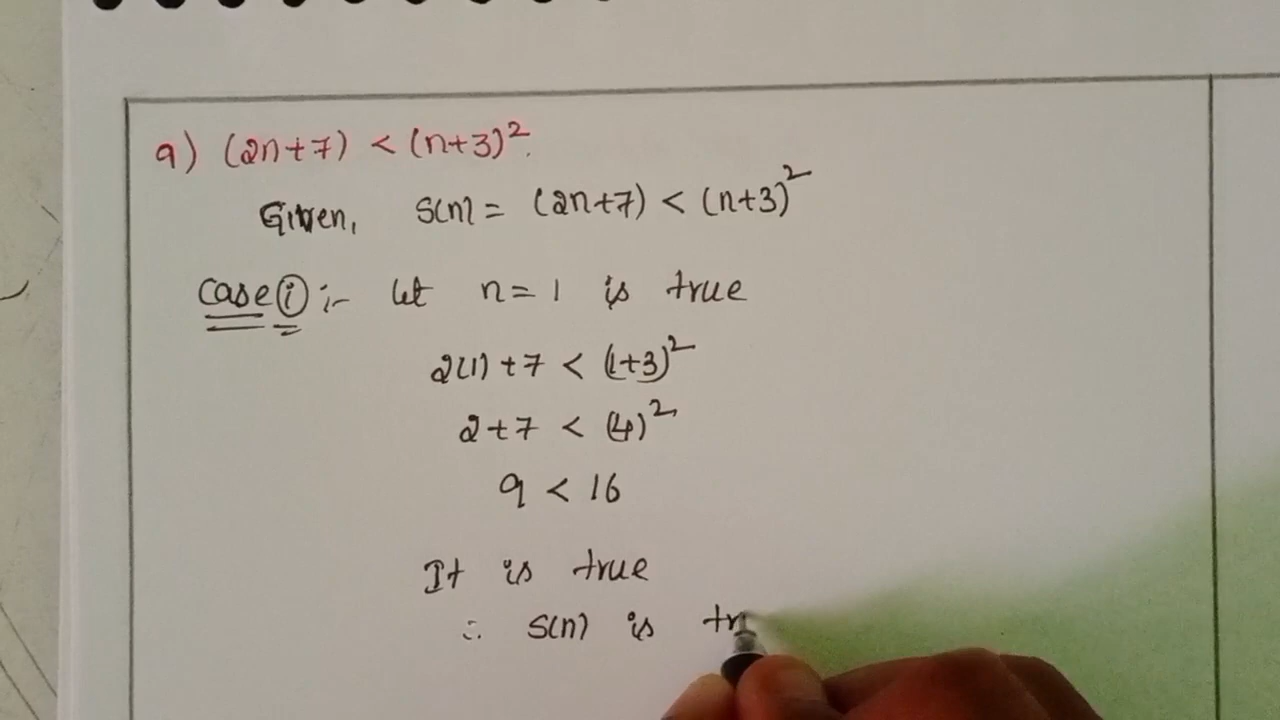 9) (2n+7) < (n+3)².
Given, S(n) = (2n+7) < (n+3)²
Case (i) :- let n = 1 is true
2(1) + 7 < (1+3)²
2 + 7 < (4)²
9 < 16
It is true
∴ S(n) is